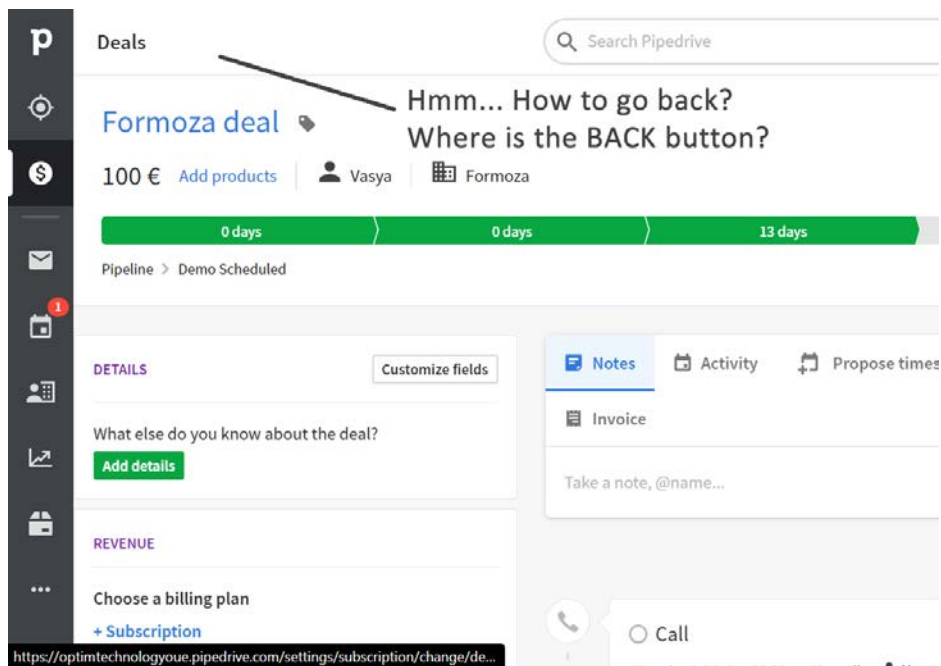 p
Deals
Search Pipedrive
Hmm... How to go back?
Where is the BACK button?
Formoza deal
100 € Add products Vasya Formoza
0 days 0 days 13 days
Pipeline > Demo Scheduled
1
DETAILS Customize fields
What else do you know about the deal?
Add details
Notes Activity Propose times
Invoice
Take a note, @name...
REVENUE
Choose a billing plan
+ Subscription
Call
https://optimtechnologyoue.pipedrive.com/settings/subscription/change/de...